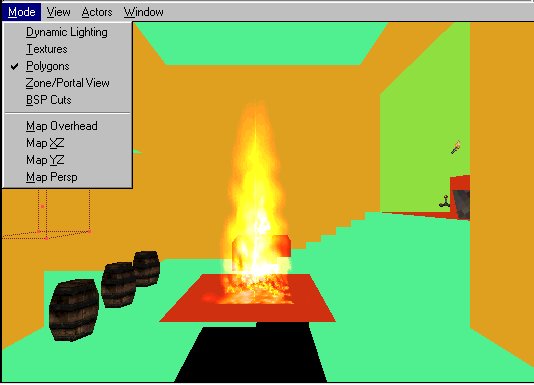 Mode View Actors Window
Dynamic Lighting
Textures
Polygons
Zone/Portal View
BSP Cuts
Map Overhead
Map XZ
Map YZ
Map Persp